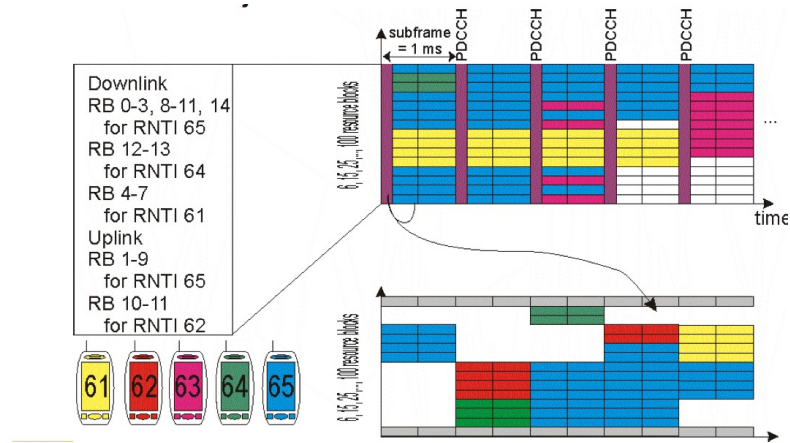 subframe
= 1 ms
PDCCH
PDCCH
PDCCH
PDCCH
Downlink
RB 0-3, 8-11, 14
for RNTI 65
RB 12-13
for RNTI 64
RB 4-7
for RNTI 61
Uplink
RB 1-9
for RNTI 65
RB 10-11
for RNTI 62
6, 15, 25 ,..., 100 resource blocks
...
time
6, 15, 25 ,..., 100 resource blocks
61
62
63
64
65